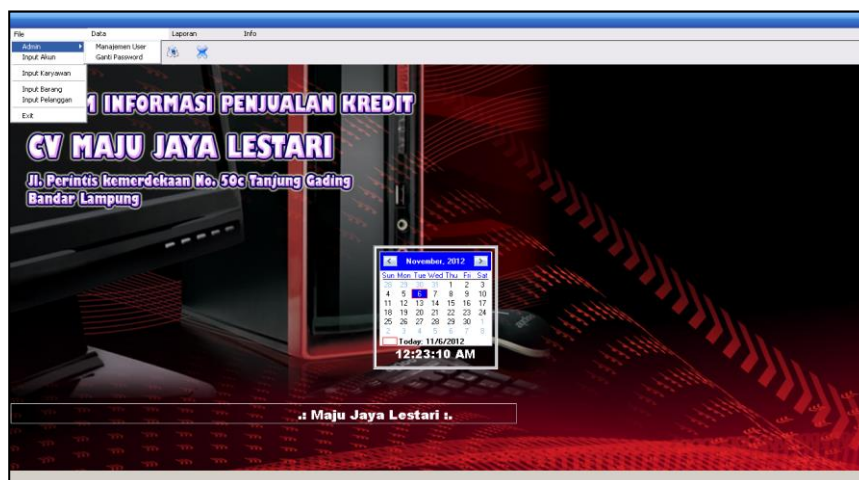 File Data Laporan Info
Admin Manajemen User
Input Akun Ganti Password
Input Karyawan
Input Barang
Input Pelanggan
Exit
M INFORMASI PENJUALAN KREDIT
CV MAJU JAYA LESTARI
Jl. Perintis kemerdekaan No. 50c Tanjung Gading
Bandar Lampung
November, 2012
Sun Mon Tue Wed Thu Fri Sat
28 29 30 31 1 2 3
4 5 6 7 8 9 10
11 12 13 14 15 16 17
18 19 20 21 22 23 24
25 26 27 28 29 30 1
2 3 4 5 6 7 8
Today: 11/6/2012
12:23:10 AM
.: Maju Jaya Lestari :.